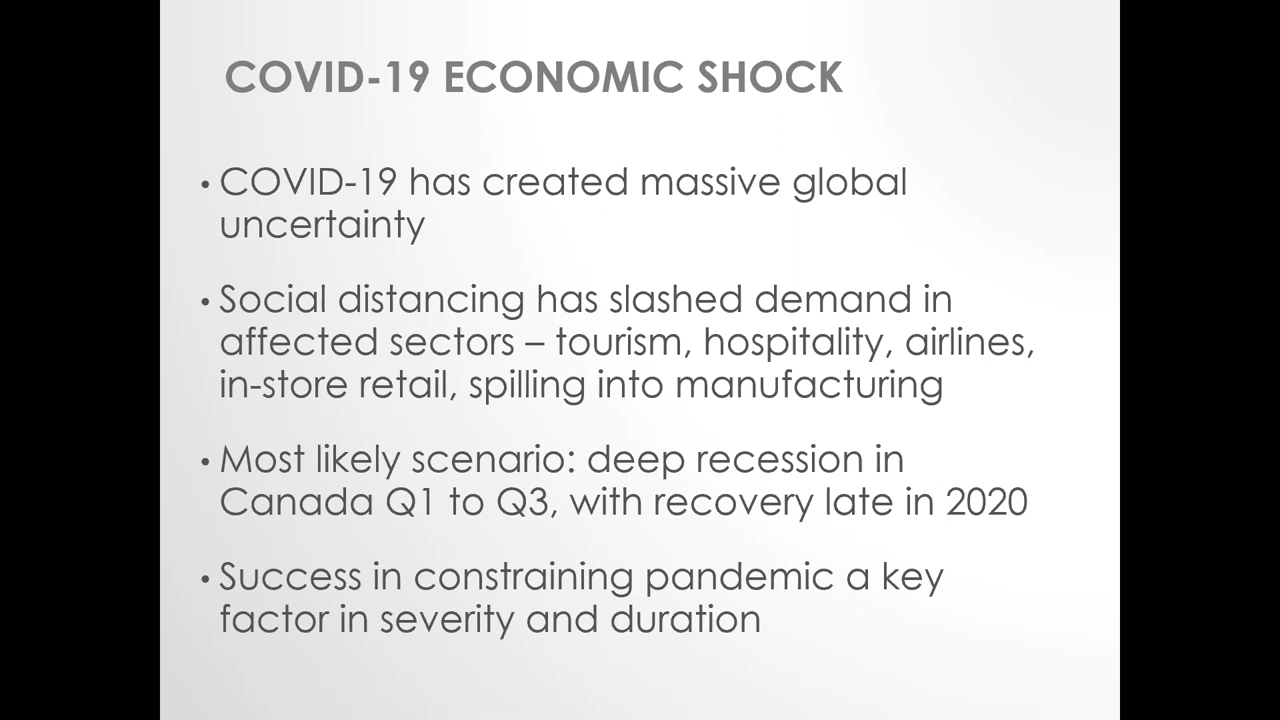 COVID-19 ECONOMIC SHOCK
• COVID-19 has created massive global
uncertainty
• Social distancing has slashed demand in
affected sectors – tourism, hospitality, airlines,
in-store retail, spilling into manufacturing
• Most likely scenario: deep recession in
Canada Q1 to Q3, with recovery late in 2020
• Success in constraining pandemic a key
factor in severity and duration